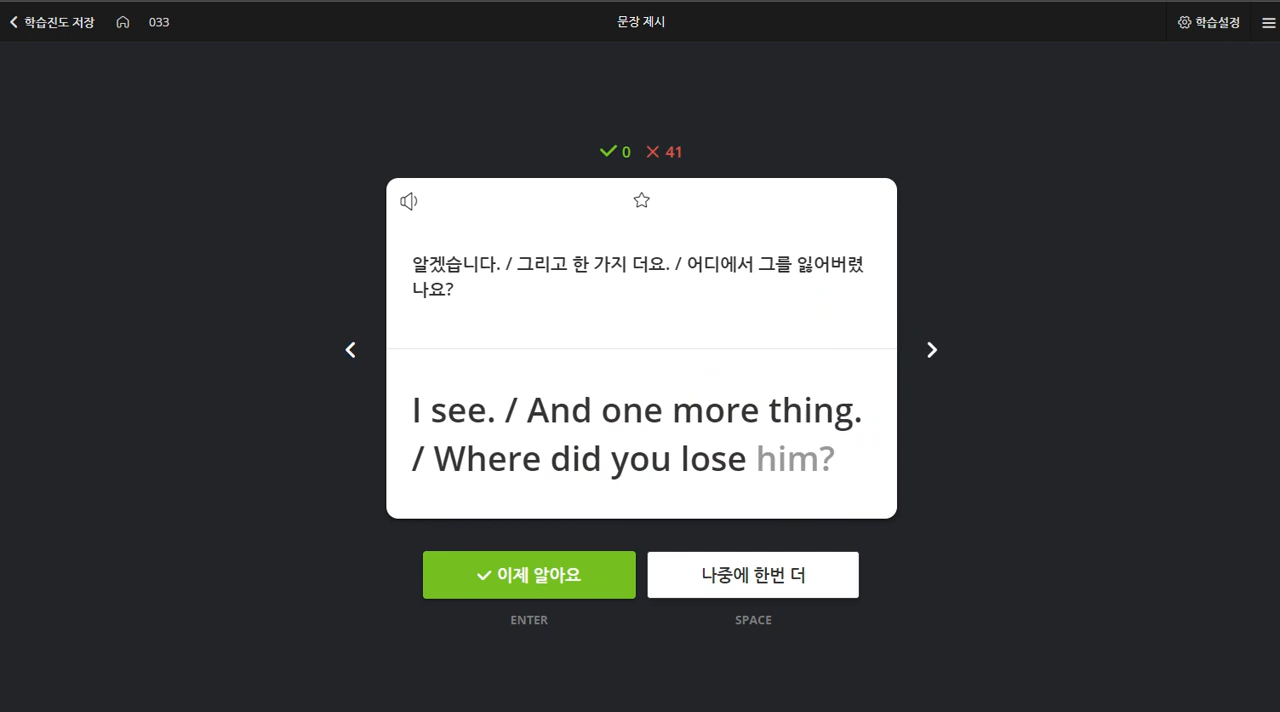 학습진도 저장 033 문장 제시 학습설정
0 41
알겠습니다. / 그리고 한 가지 더요. / 어디에서 그를 잃어버렸
나요?
I see. / And one more thing.
/ Where did you lose him?
이제 알아요 나중에 한번 더
ENTER SPACE